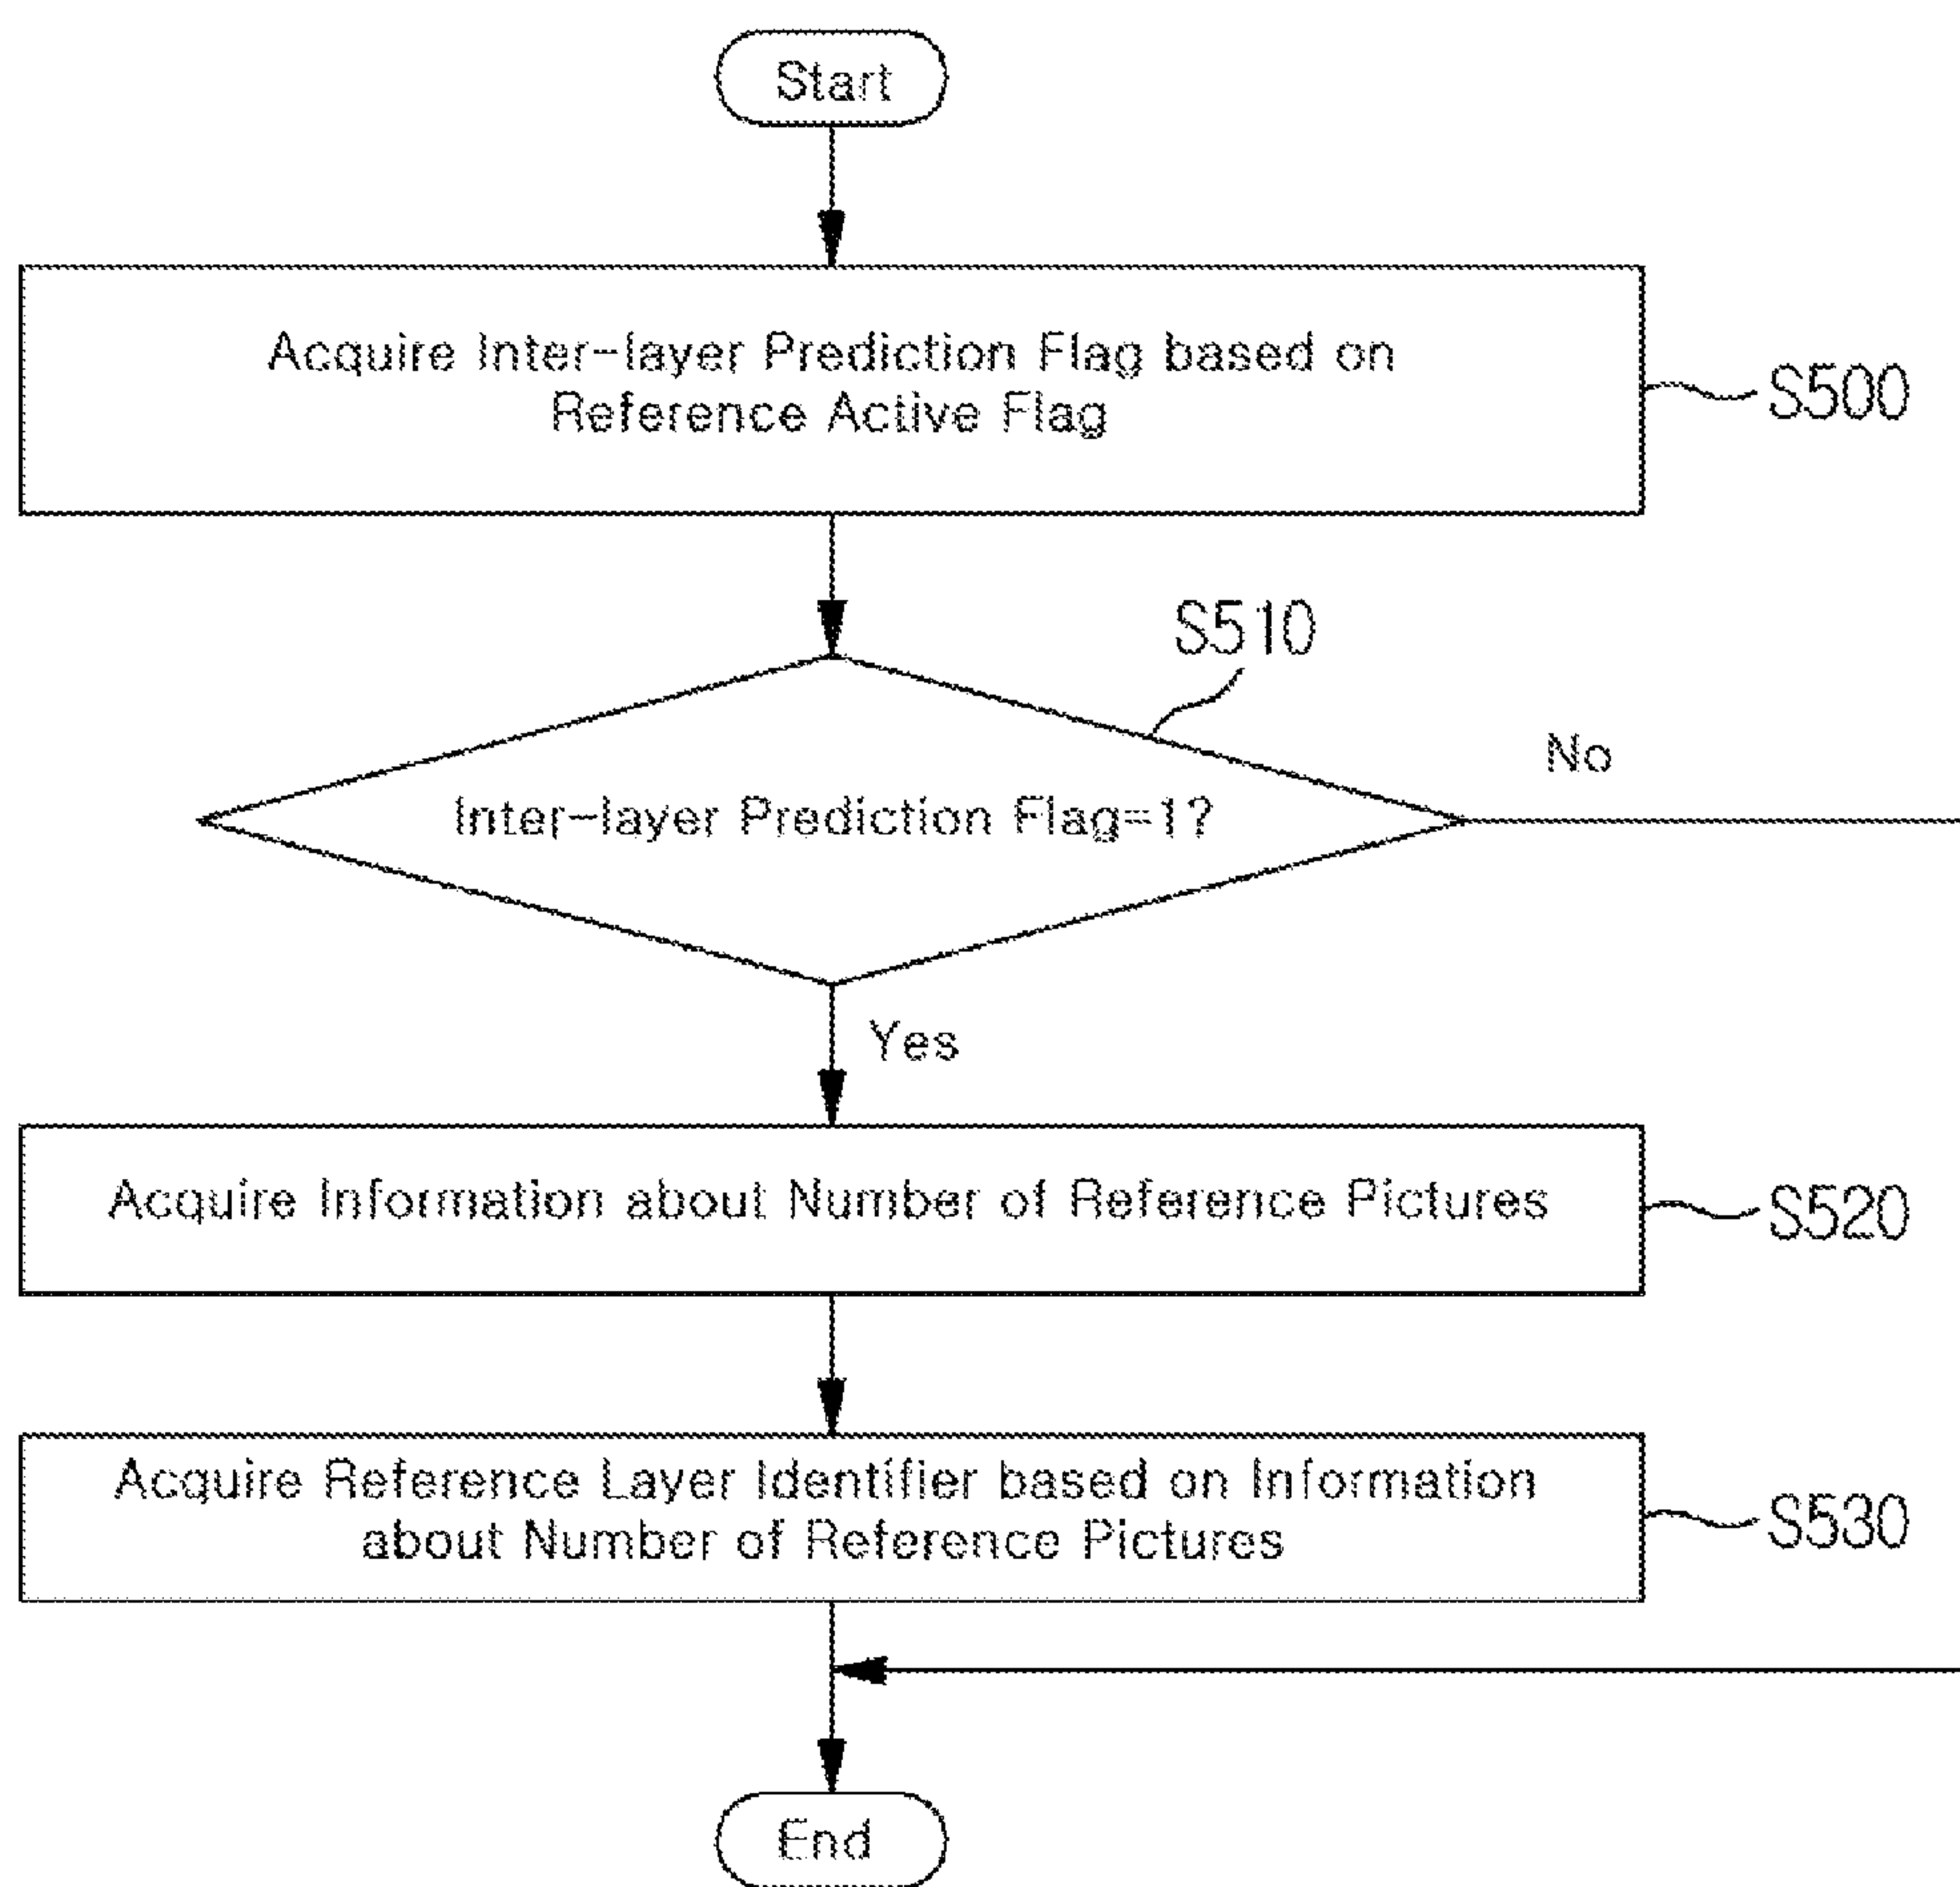 Start
Acquire Inter-layer Prediction Flag based on
Reference Active Flag
S500
S510
No
Inter-layer Prediction Flag=1?
Yes
Acquire Information about Number of Reference Pictures
S520
Acquire Reference Layer Identifier based on Information
about Number of Reference Pictures
S530
End